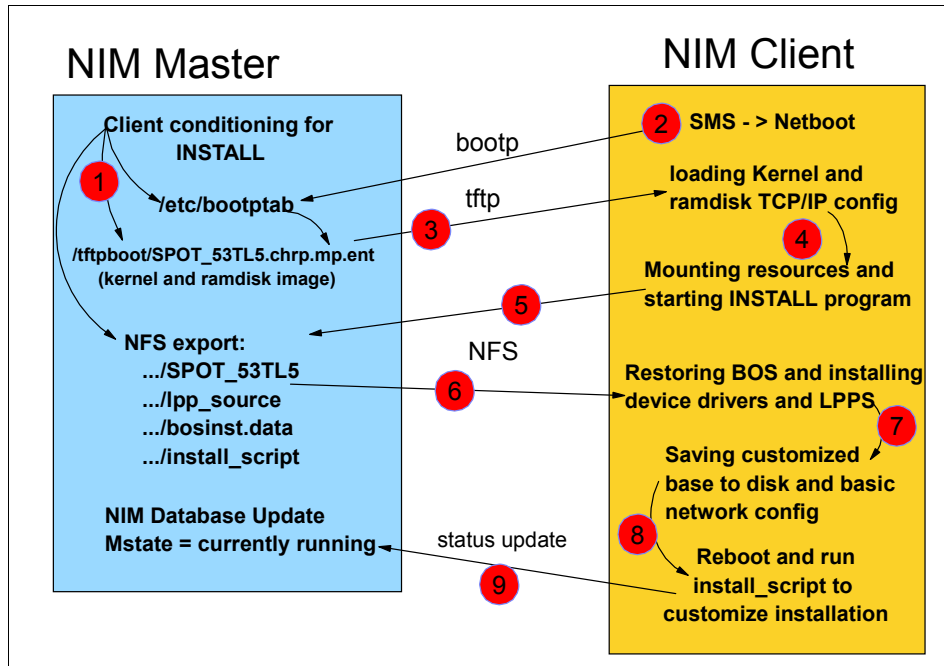 NIM Master
Client conditioning for
INSTALL
1
/etc/bootptab
/tftpboot/SPOT_53TL5.chrp.mp.ent
(kernel and ramdisk image)
NFS export:
.../SPOT_53TL5
.../lpp_source
.../bosinst.data
.../install_script
NIM Database Update
Mstate = currently running
bootp
tftp
3
5
NFS
6
status update
9
NIM Client
2
SMS - > Netboot
loading Kernel and
ramdisk TCP/IP config
4
Mounting resources and
starting INSTALL program
Restoring BOS and installing
device drivers and LPPS
7
Saving customized
base to disk and basic
network config
8
Reboot and run
install_script to
customize installation